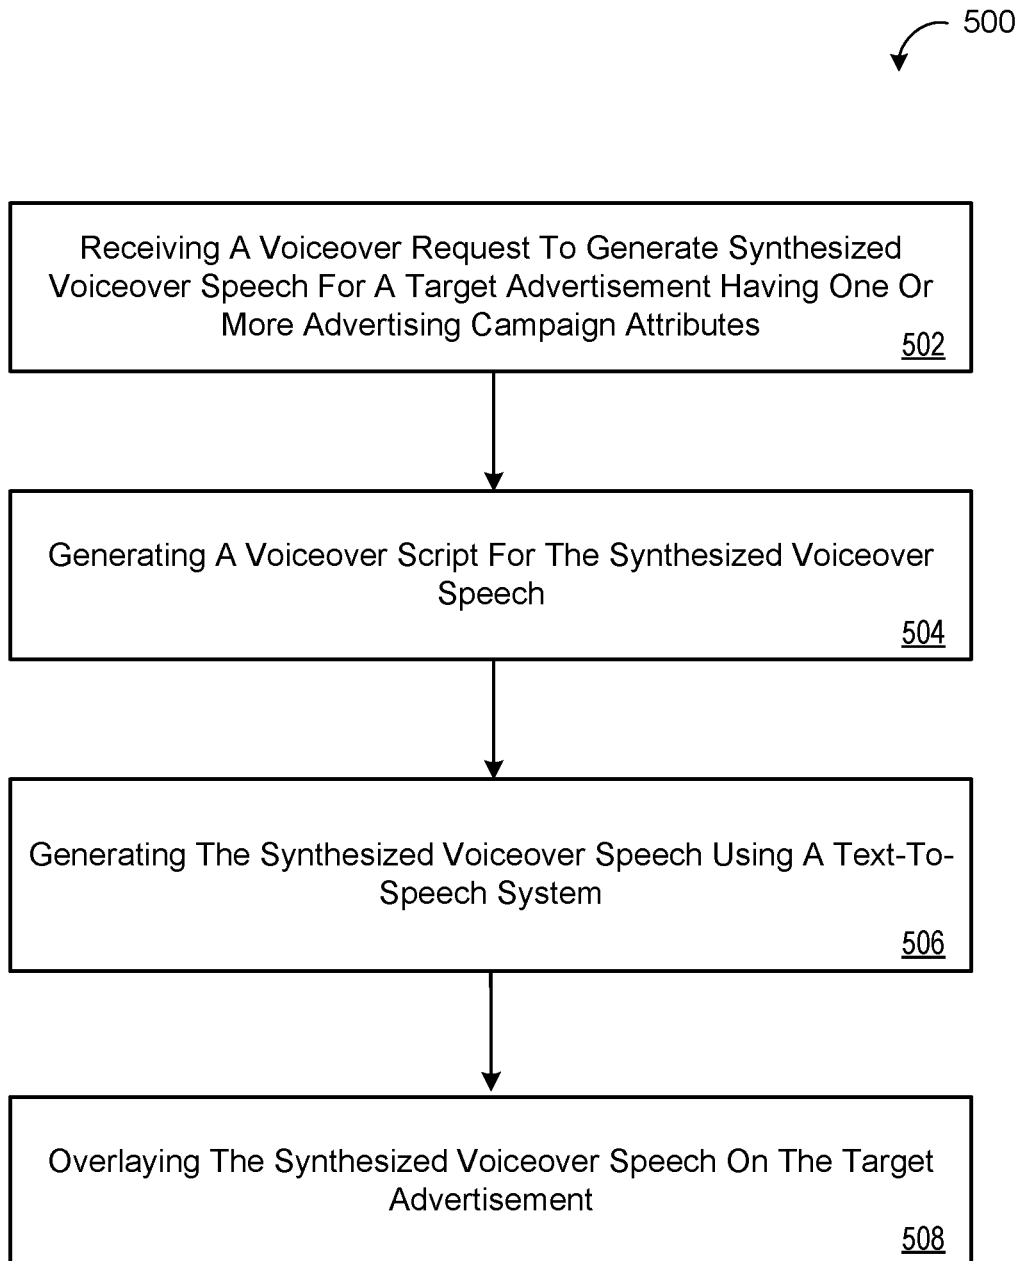 500
Receiving A Voiceover Request To Generate Synthesized
Voiceover Speech For A Target Advertisement Having One Or
More Advertising Campaign Attributes
502
Generating A Voiceover Script For The Synthesized Voiceover
Speech
504
Generating The Synthesized Voiceover Speech Using A Text-To-
Speech System
506
Overlaying The Synthesized Voiceover Speech On The Target
Advertisement
508